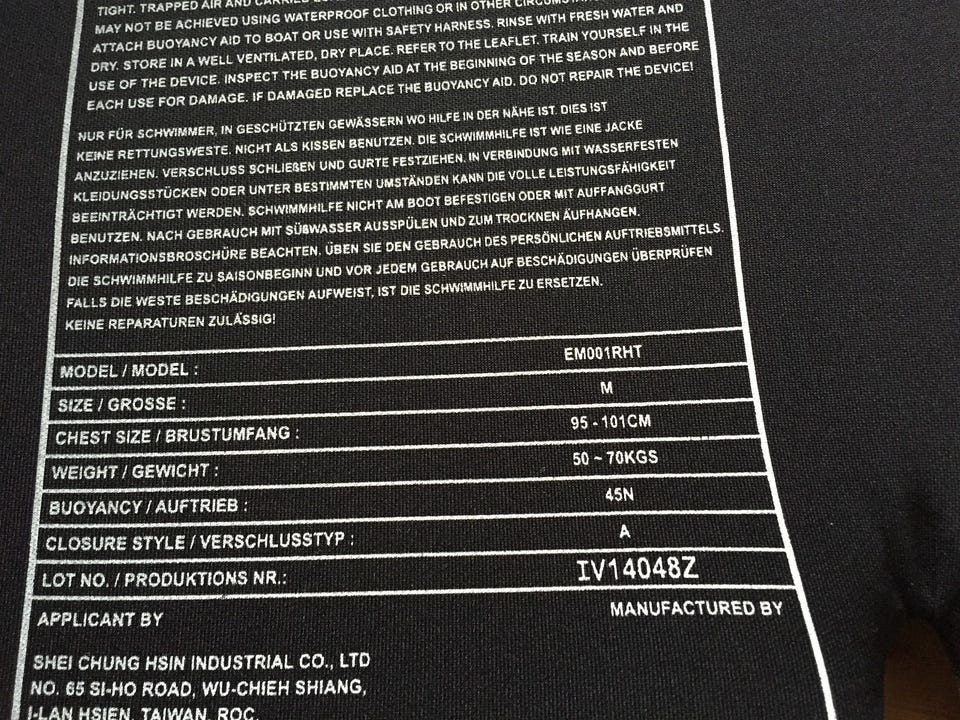 TIGHT. TRAPPED AIR AND CARRIED
MAY NOT BE ACHIEVED USING WATERPROOF CLOTHING OR IN OTHER
ATTACH BUOYANCY AID TO BOAT OR USE WITH SAFETY HARNESS. RINSE WITH FRESH WATER AND
DRY. STORE IN A WELL VENTILATED, DRY PLACE. REFER TO THE LEAFLET. TRAIN YOURSELF IN THE
USE OF THE DEVICE. INSPECT THE BUOYANCY AID AT THE BEGINNING OF THE SEASON AND BEFORE
EACH USE FOR DAMAGE. IF DAMAGED REPLACE THE BUOYANCY AID. DO NOT REPAIR THE DEVICE!
NUR FÜR SCHWIMMER, IN GESCHÜTZTEN GEWÄSSERN WO HILFE IN DER NÄHE IST. DIES IST
KEINE RETTUNGSWESTE. NICHT ALS KISSEN BENUTZEN. DIE SCHWIMMHILFE IST WIE EINE JACKE
ANZUZIEHEN. VERSCHLUSS SCHLIEßEN UND GURTE FESTZIEHEN. IN VERBINDUNG MIT WASSERFESTEN
KLEIDUNGSSTÜCKEN ODER UNTER BESTIMMTEN UMSTÄNDEN KANN DIE VOLLE LEISTUNGSFÄHIGKEIT
BEEINTRÄCHTIGT WERDEN. SCHWIMMHILFE NICHT AM BOOT BEFESTIGEN ODER MIT AUFFANGGURT
BENUTZEN. NACH GEBRAUCH MIT SÜßWASSER AUSSPÜLEN UND ZUM TROCKNEN ÄUFHANGEN.
INFORMATIONSBROSCHÜRE BEACHTEN. ÜBEN SIE DEN GEBRAUCH DES PERSÖNLICHEN AUFTRIEBSMITTELS.
DIE SCHWIMMHILFE ZU SAISONBEGINN UND VOR JEDEM GEBRAUCH AUF BESCHÄDIGUNGEN ÜBERPRÜFEN
FALLS DIE WESTE BESCHÄDIGUNGEN AUFWEIST, IST DIE SCHWIMMHILFE ZU ERSETZEN.
KEINE REPARATUREN ZULÄSSIG!
MODEL / MODEL : EM001RHT
SIZE / GROSSE : M
CHEST SIZE / BRUSTUMFANG : 95 - 101CM
WEIGHT / GEWICHT : 50 ~ 70KGS
BUOYANCY / AUFTRIEB : 45N
CLOSURE STYLE / VERSCHLUSSTYP : A
LOT NO. / PRODUKTIONS NR.: IV14048Z
APPLICANT BY MANUFACTURED BY
SHEI CHUNG HSIN INDUSTRIAL CO., LTD
NO. 65 SI-HO ROAD, WU-CHIEH SHIANG,
I-LAN HSIEN, TAIWAN, ROC.